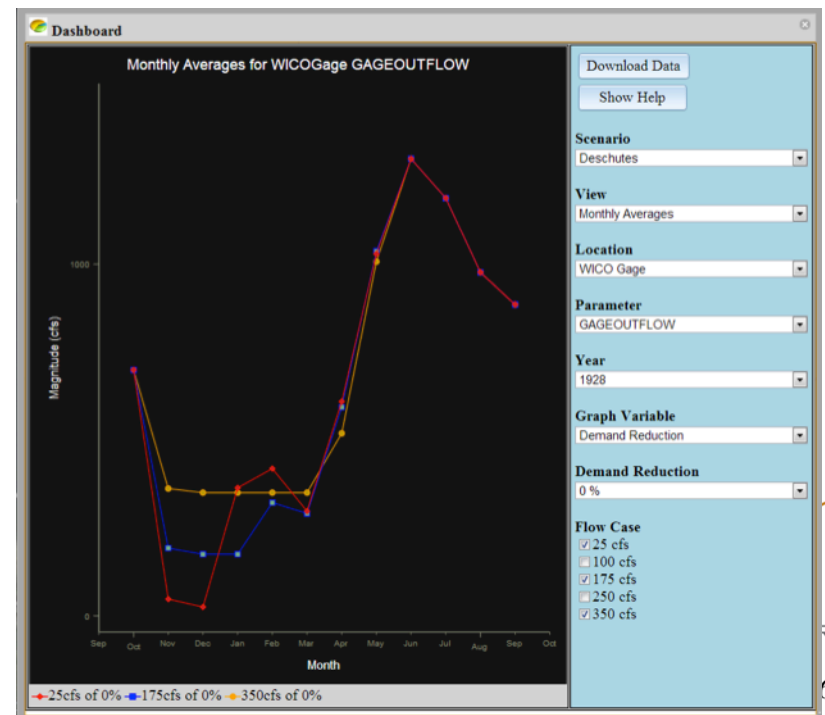 Dashboard
Monthly Averages for WICOGage GAGEOUTFLOW
1000
0
Magnitude (cfs)
Sep Oct Nov Dec Jan Feb Mar Apr May Jun Jul Aug Sep Oct
Month
25cfs of 0% 175cfs of 0% 350cfs of 0%
Download Data
Show Help
Scenario
Deschutes
View
Monthly Averages
Location
WICO Gage
Parameter
GAGEOUTFLOW
Year
1928
Graph Variable
Demand Reduction
Demand Reduction
0 %
Flow Case
25 cfs
100 cfs
175 cfs
250 cfs
350 cfs